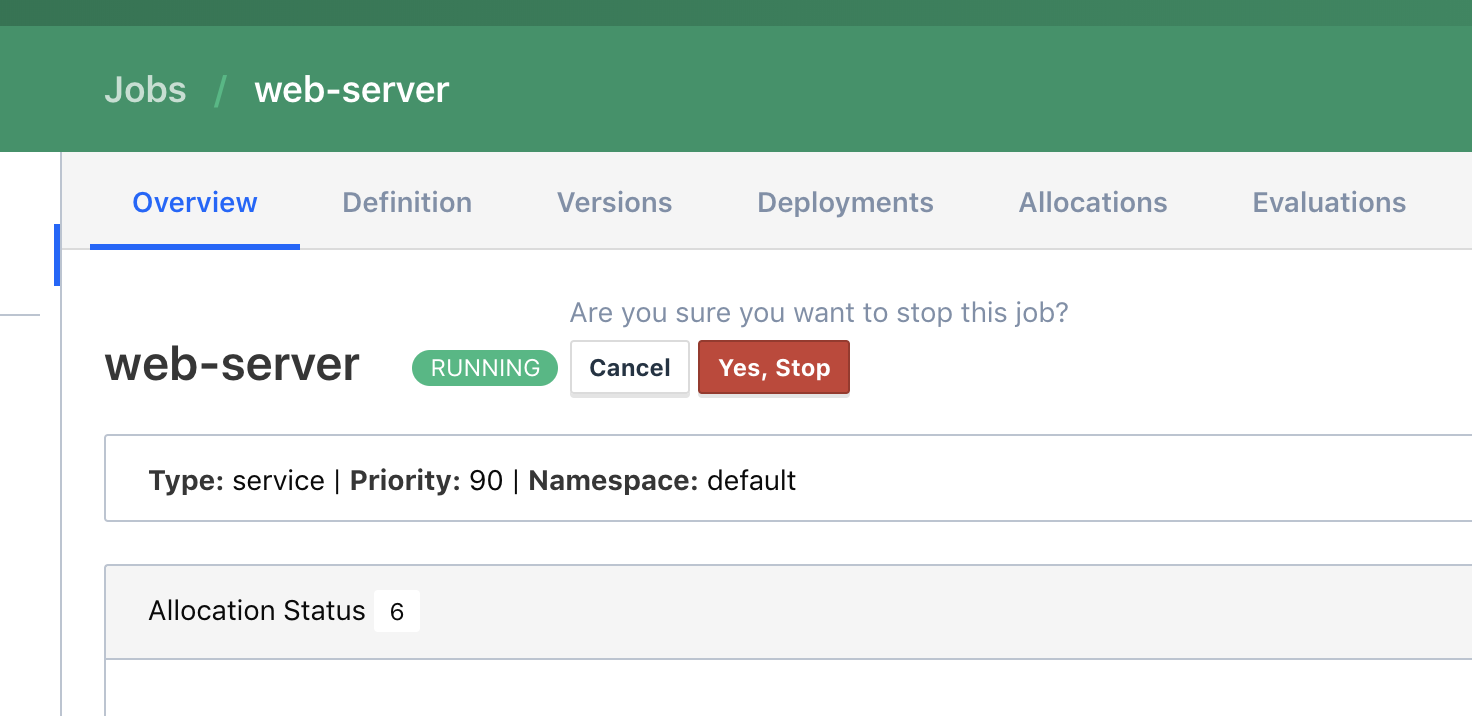 Jobs / web-server
Overview Definition Versions Deployments Allocations Evaluations
Are you sure you want to stop this job?
web-server RUNNING Cancel Yes, Stop
Type: service | Priority: 90 | Namespace: default
Allocation Status 6